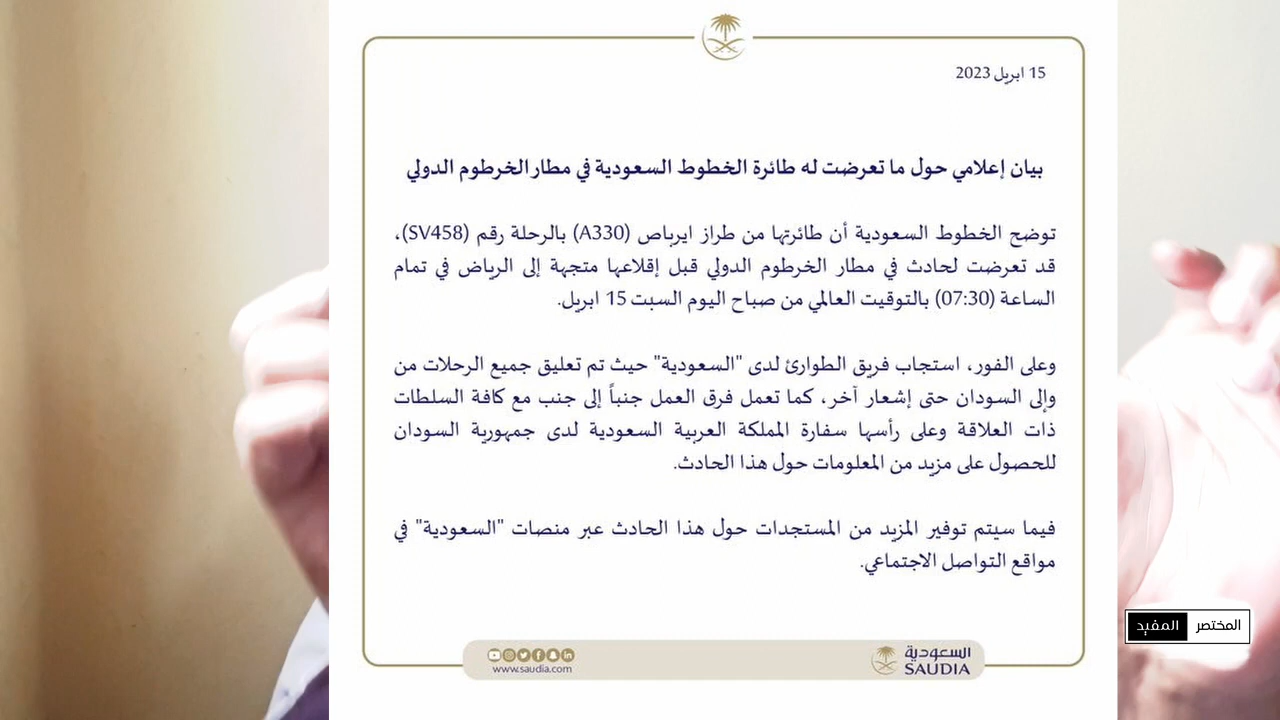 15 ابريل 2023
بيان إعلامي حول ما تعرضت له طائرة الخطوط السعودية في مطار الخرطوم الدولي
توضح الخطوط السعودية أن طائرتها من طراز ايرباص (A330) بالرحلة رقم (SV458)،
قد تعرضت لحادث في مطار الخرطوم الدولي قبل إقلاعها متجهة إلى الرياض في تمام
الساعة (07:30) بالتوقيت العالمي من صباح اليوم السبت 15 ابريل.
وعلى الفور، استجاب فريق الطوارئ لدى "السعودية" حيث تم تعليق جميع الرحلات من
وإلى السودان حتى إشعار آخر، كما تعمل فرق العمل جنباً إلى جنب مع كافة السلطات
ذات العلاقة وعلى رأسها سفارة المملكة العربية السعودية لدى جمهورية السودان
للحصول على مزيد من المعلومات حول هذا الحادث.
فيما سيتم توفير المزيد من المستجدات حول هذا الحادث عبر منصات "السعودية" في
مواقع التواصل الاجتماعي.
المختصر المفيد
السعودية
SAUDIA
www.saudia.com